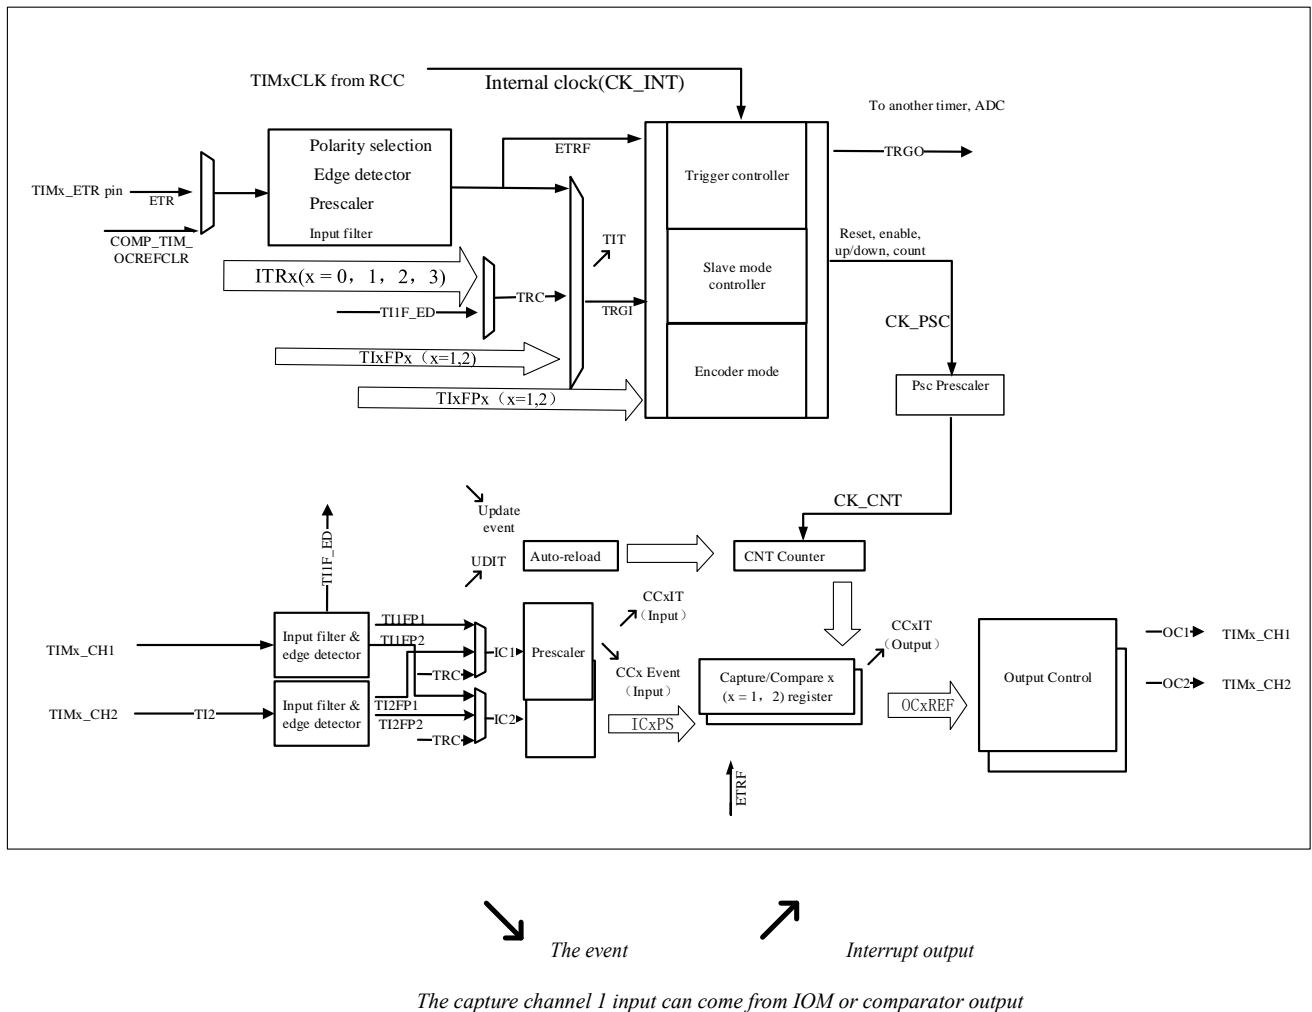 TIMxCLK from RCC
Internal clock(CK_INT)
To another timer, ADC
TRGO
Polarity selection
Edge detector
Prescaler
Input filter
ETRF
TIMx_ETR pin
ETR
COMP_TIM_
OCREFCLR
Trigger controller
ITRx(x = 0，1，2，3)
TI1F_ED
TRC
TIT
TRGI
Slave mode
controller
Reset, enable,
up/down, count
TIxFPx（x=1,2)
TIxFPx（x=1,2）
Encoder mode
CK_PSC
Psc Prescaler
CK_CNT
Update
event
UDIT
Auto-reload
CNT Counter
TI1F_ED
TIMx_CH1
Input filter &
edge detector
TI1FP1
TI1FP2
TRC
IC1
Prescaler
CCxIT
（Input）
CCx Event
（Input）
TIMx_CH2
TI2
Input filter &
edge detector
TI2FP1
TI2FP2
TRC
IC2
ICxPS
Capture/Compare x
(x = 1，2) register
CCxIT
（Output）
ETRF
OCxREF
Output Control
OC1
TIMx_CH1
OC2
TIMx_CH2
The event
Interrupt output
The capture channel 1 input can come from IOM or comparator output